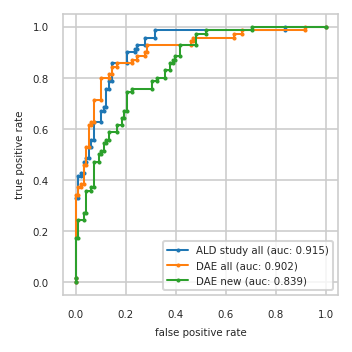 1.0
0.8
0.6
0.4
0.2
0.0
true positive rate
0.0 0.2 0.4 0.6 0.8 1.0
false positive rate
ALD study all (auc: 0.915)
DAE all (auc: 0.902)
DAE new (auc: 0.839)